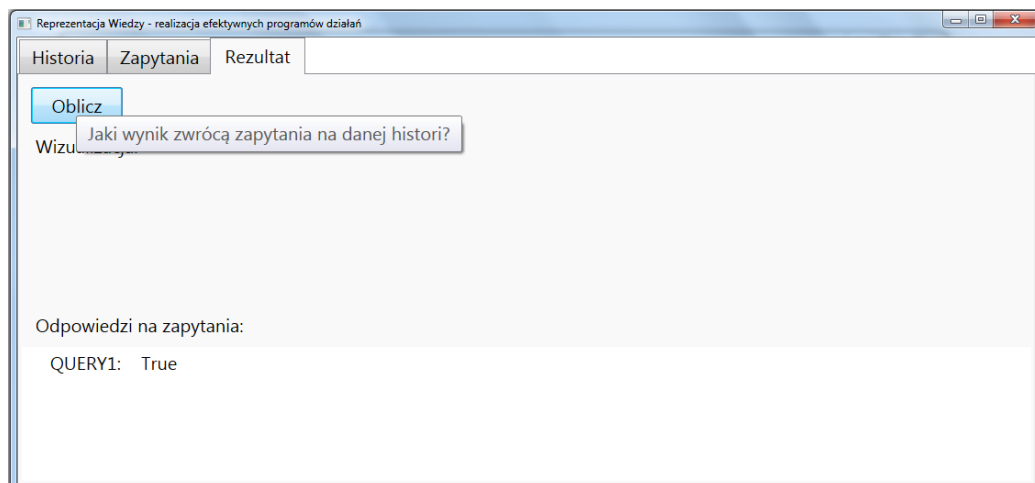 Reprezentacja Wiedzy - realizacja efektywnych programów działań
Historia Zapytania Rezultat
Oblicz
Jaki wynik zwrócą zapytania na danej histori?
Odpowiedzi na zapytania:
QUERY1: True